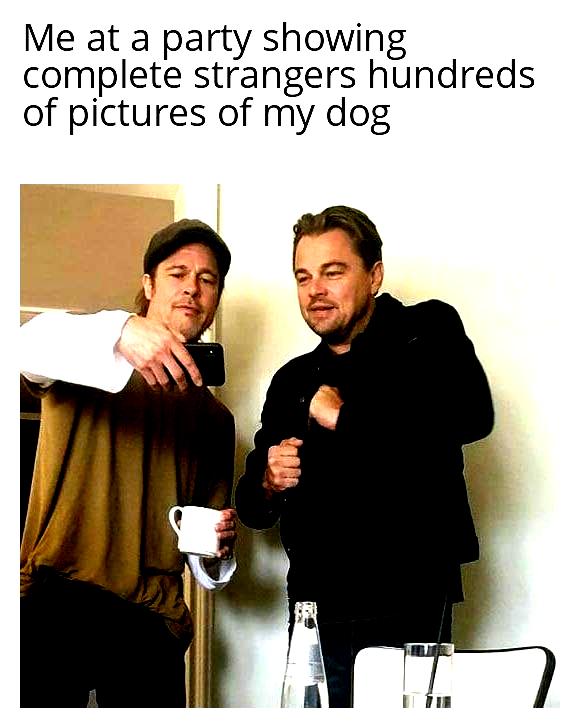 Me at a party showing
complete strangers hundreds
of pictures of my dog